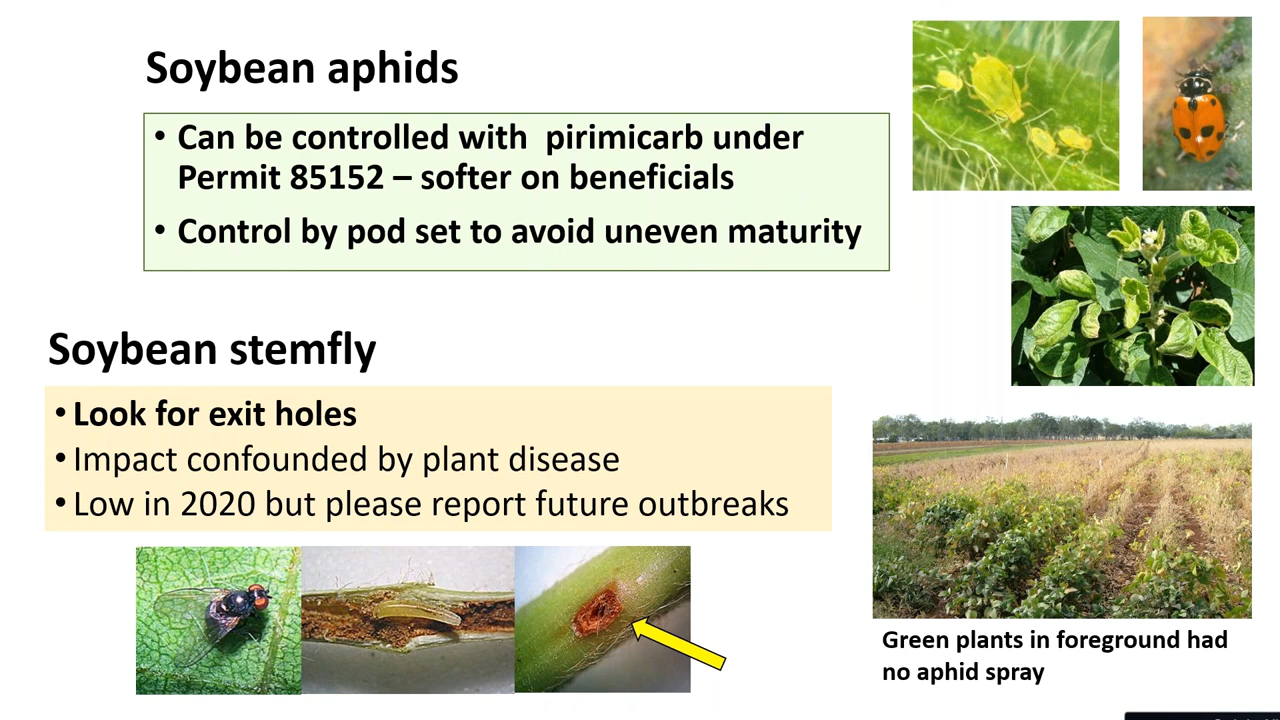 Soybean aphids
• Can be controlled with pirimicarb under
Permit 85152 – softer on beneficials
• Control by pod set to avoid uneven maturity
Soybean stemfly
• Look for exit holes
• Impact confounded by plant disease
• Low in 2020 but please report future outbreaks
Green plants in foreground had
no aphid spray